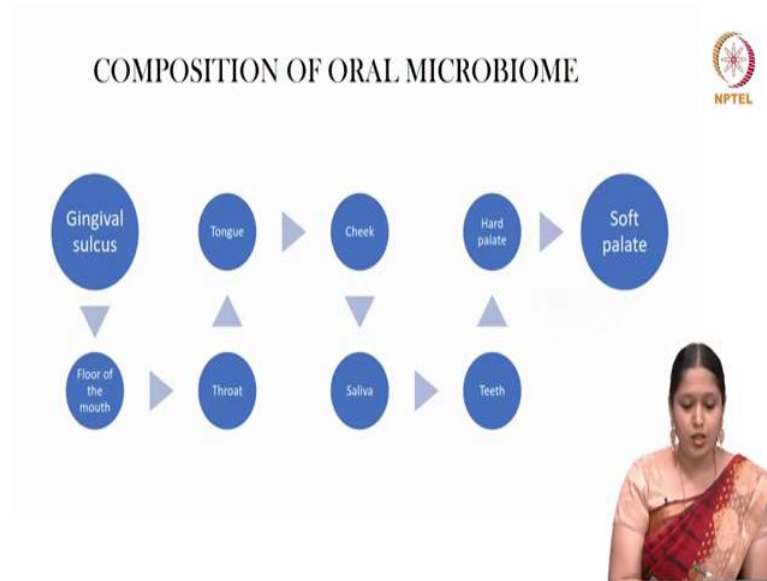 COMPOSITION OF ORAL MICROBIOME
NPTEL
Gingival
sulcus
Floor of
the
mouth
Throat
Tongue
Cheek
Saliva
Teeth
Hard
palate
Soft
palate